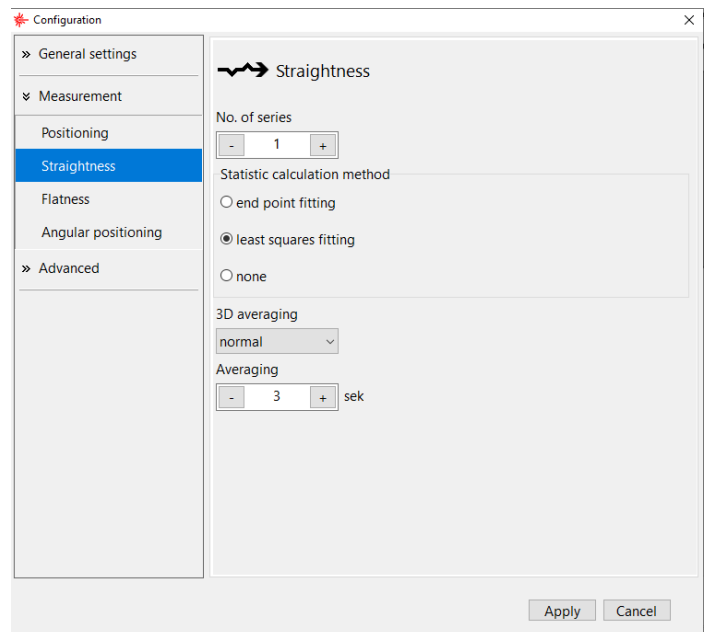 Configuration
» General settings
Measurement
Positioning
Straightness
Flatness
Angular positioning
» Advanced
Straightness
No. of series
- 1 +
Statistic calculation method
end point fitting
least squares fitting
none
3D averaging
normal
Averaging
- 3 + sek
Apply Cancel